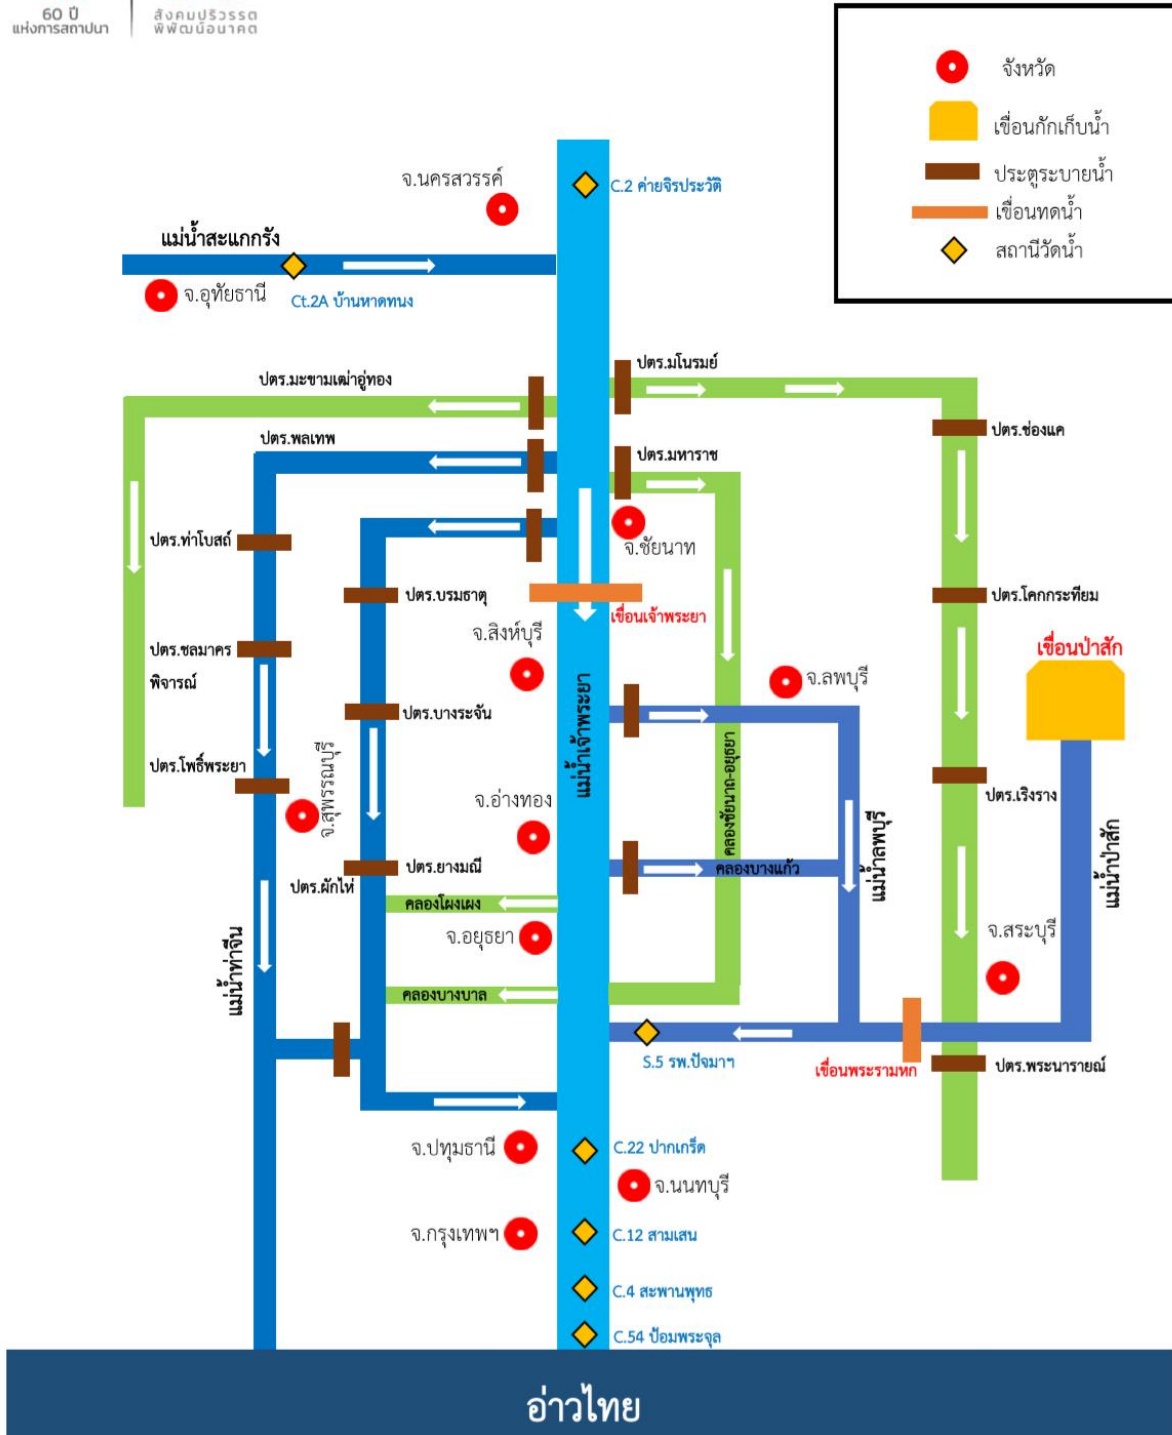 60 ปี
แห่งการสถาปนา
สังคมปริวรรต
พิพัฒน์อนาคต
จังหวัด
เขื่อนกักเก็บน้ำ
ประตูระบายน้ำ
เขื่อนทดน้ำ
สถานีวัดน้ำ
จ.นครสวรรค์
C.2 ค่ายจิรประวัติ
แม่น้ำสะแกกรัง
จ.อุทัยธานี
Ct.2A บ้านหาดทนง
ปตร.มะขามเฒ่าอู่ทอง
ปตร.มโนรมย์
ปตร.พลเทพ
ปตร.มหาราช
ปตร.ช่องแค
ปตร.ท่าโบสถ์
จ.ชัยนาท
ปตร.บรมธาตุ
เขื่อนเจ้าพระยา
ปตร.โคกกระทียม
จ.สิงห์บุรี
ปตร.ชลมาคร
พิจารณ์
จ.ลพบุรี
เขื่อนป่าสัก
ปตร.บางระจัน
แม่น้ำเจ้าพระยา
คลองชัยนาถ-อยุธยา
ปตร.โพธิ์พระยา
จ.สุพรรณบุรี
จ.อ่างทอง
ปตร.เริงราง
แม่น้ำลพบุรี
แม่น้ำป่าสัก
ปตร.ยางมณี
คลองบางแก้ว
ปตร.ผักไห่
คลองโผงเผง
จ.อยุธยา
จ.สระบุรี
แม่น้ำท่าจีน
คลองบางบาล
S.5 รพ.ปัจมาฯ
เขื่อนพระรามหก
ปตร.พระนารายณ์
จ.ปทุมธานี
C.22 ปากเกร็ด
จ.นนทบุรี
จ.กรุงเทพฯ
C.12 สามเสน
C.4 สะพานพุทธ
C.54 ป้อมพระจุล
อ่าวไทย